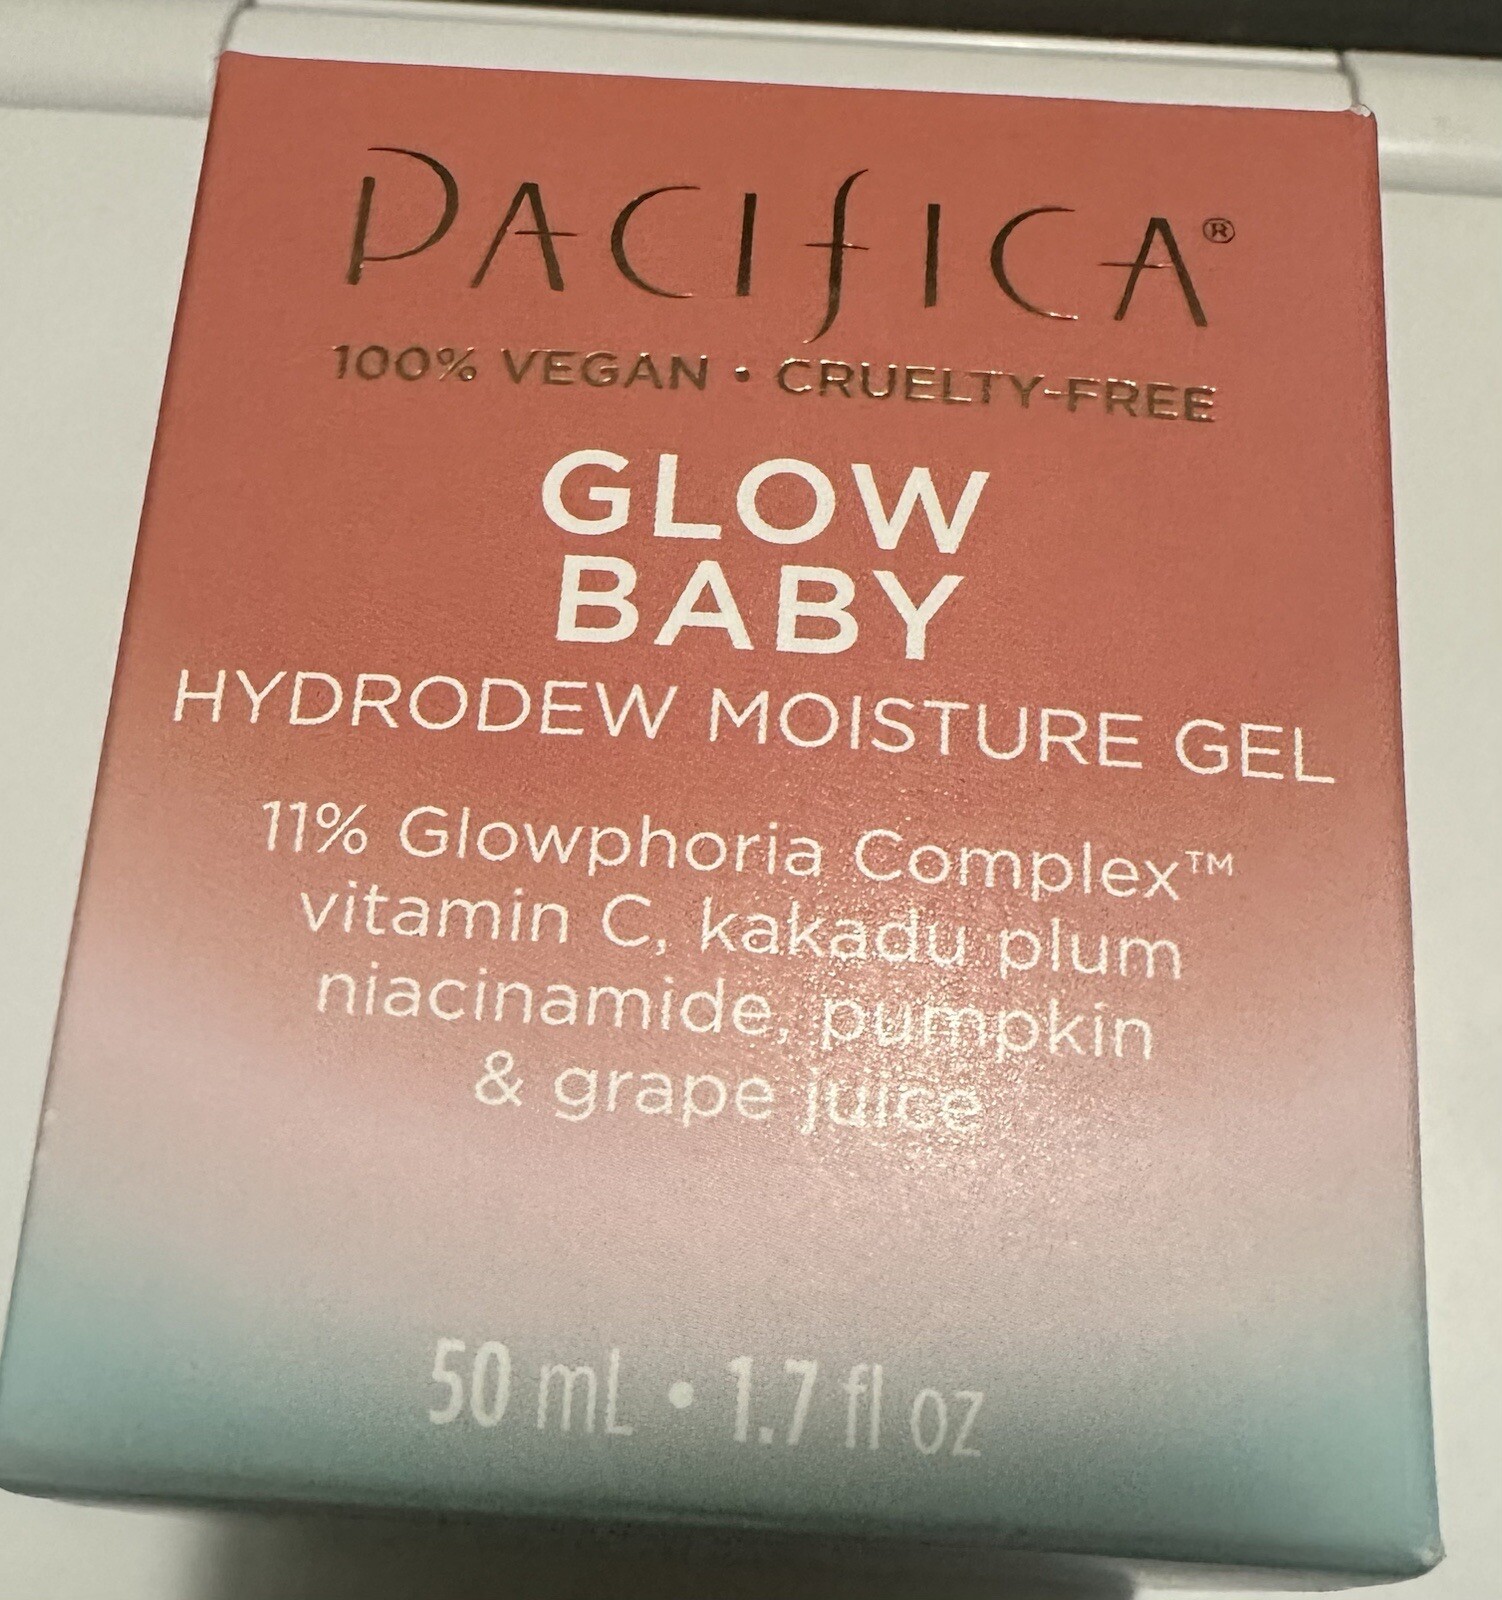 PACIFICA®
100% VEGAN • CRUELTY-FREE
GLOW
BABY
HYDRODEW MOISTURE GEL
11% Glowphoria Complex™
vitamin C, kakadu plum
niacinamide, pumpkin
& grape juice
50 mL • 1.7 fl oz